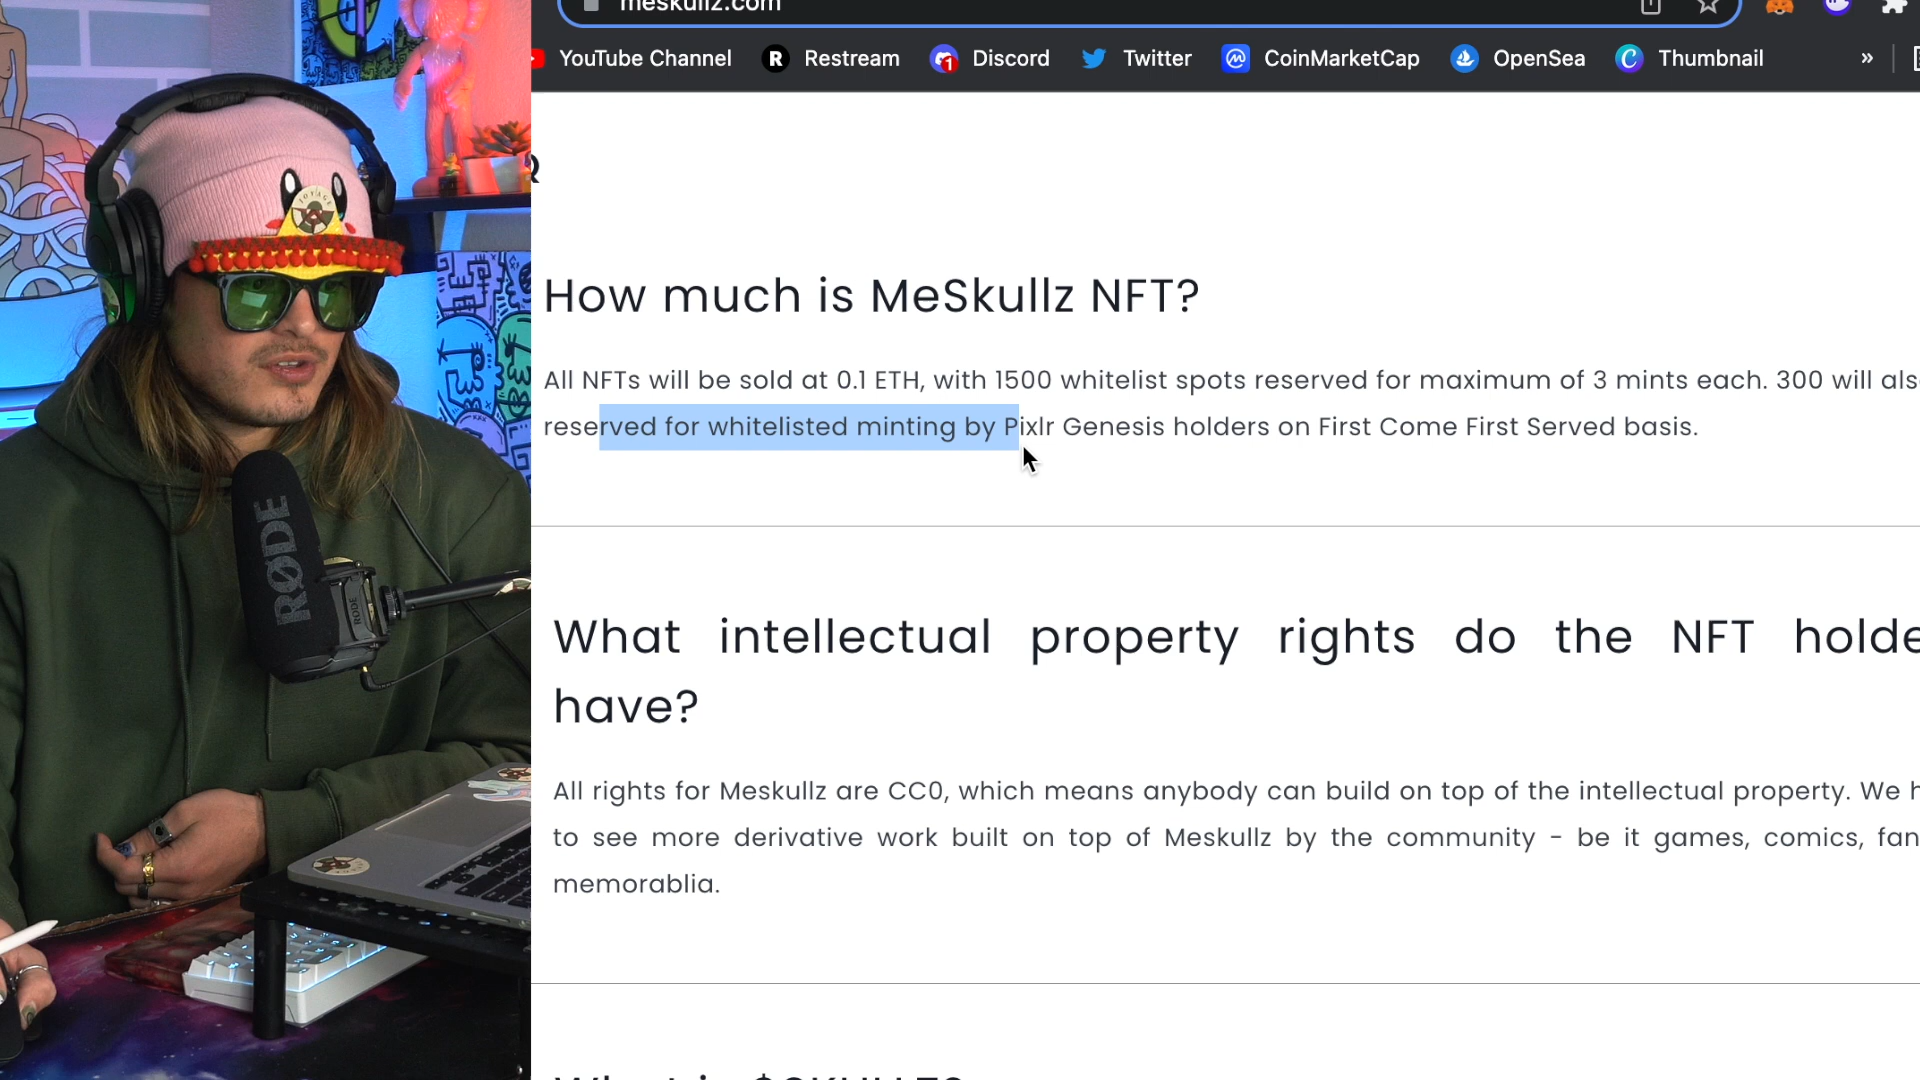 meskullz.com
YouTube Channel
R Restream
1 Discord
Twitter
CoinMarketCap
OpenSea
C Thumbnail
»
How much is MeSkullz NFT?
All NFTs will be sold at 0.1 ETH, with 1500 whitelist spots reserved for maximum of 3 mints each. 300 will als
reserved for whitelisted minting by Pixlr Genesis holders on First Come First Served basis.
What intellectual property rights do the NFT holde
have?
All rights for Meskullz are CC0, which means anybody can build on top of the intellectual property. We h
to see more derivative work built on top of Meskullz by the community - be it games, comics, fan
memorablia.
RØDE
RØDE